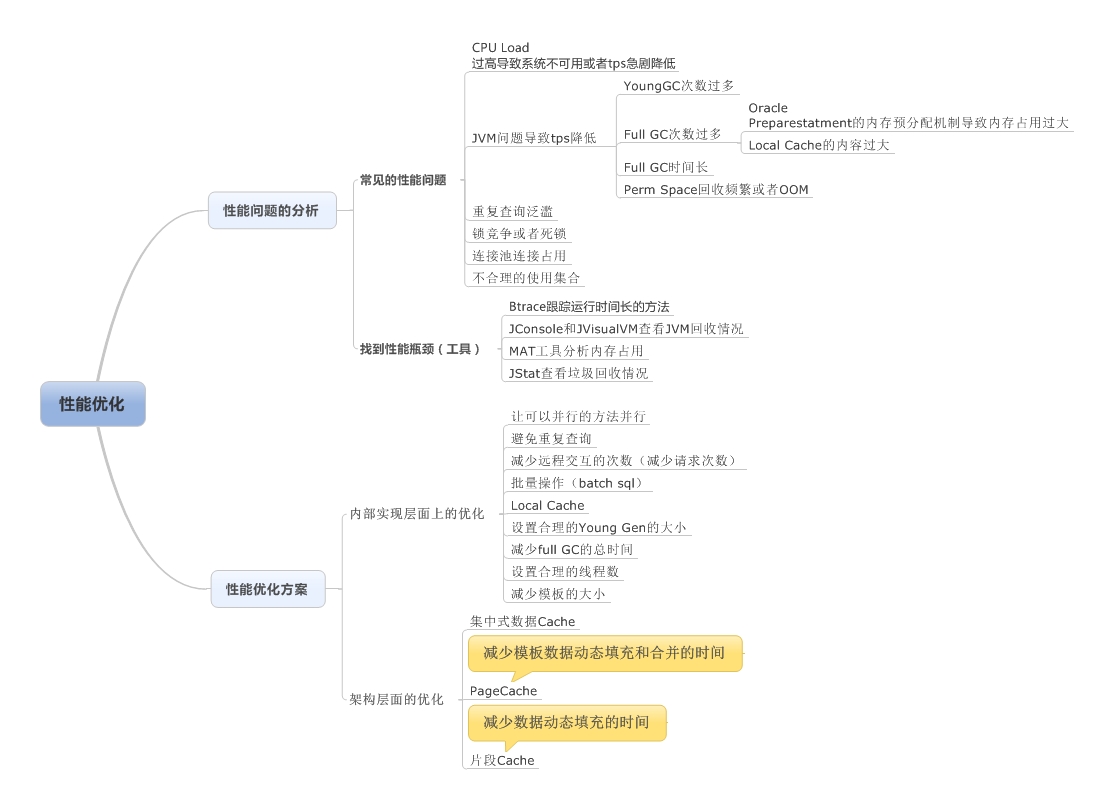 CPU Load
过高导致系统不可用或者tps急剧降低
YoungGC次数过多
Oracle
Preparestatment的内存预分配机制导致内存占用过大
JVM问题导致tps降低
Full GC次数过多
Local Cache的内容过大
Full GC时间长
常见的性能问题
Perm Space回收频繁或者OOM
性能问题的分析
重复查询泛滥
锁竞争或者死锁
连接池连接占用
不合理的使用集合
Btrace跟踪运行时间长的方法
JConsole和JVisualVM查看JVM回收情况
找到性能瓶颈（工具）
MAT工具分析内存占用
JStat查看垃圾回收情况
性能优化
让可以并行的方法并行
避免重复查询
减少远程交互的次数（减少请求次数）
批量操作（batch sql）
Local Cache
内部实现层面上的优化
设置合理的Young Gen的大小
减少full GC的总时间
设置合理的线程数
性能优化方案
减少模板的大小
集中式数据Cache
减少模板数据动态填充和合并的时间
PageCache
架构层面的优化
减少数据动态填充的时间
片段Cache